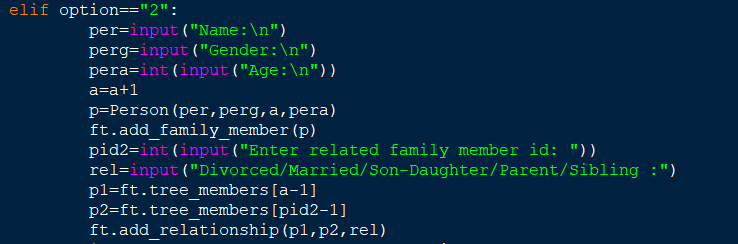 elif option=="2":
        per=input("Name:\n")
        perg=input("Gender:\n")
        pera=int(input("Age:\n"))
        a=a+1
        p=Person(per,perg,a,pera)
        ft.add_family_member(p)
        pid2=int(input("Enter related family member id: "))
        rel=input("Divorced/Married/Son-Daughter/Parent/Sibling :")
        p1=ft.tree_members[a-1]
        p2=ft.tree_members[pid2-1]
        ft.add_relationship(p1,p2,rel)